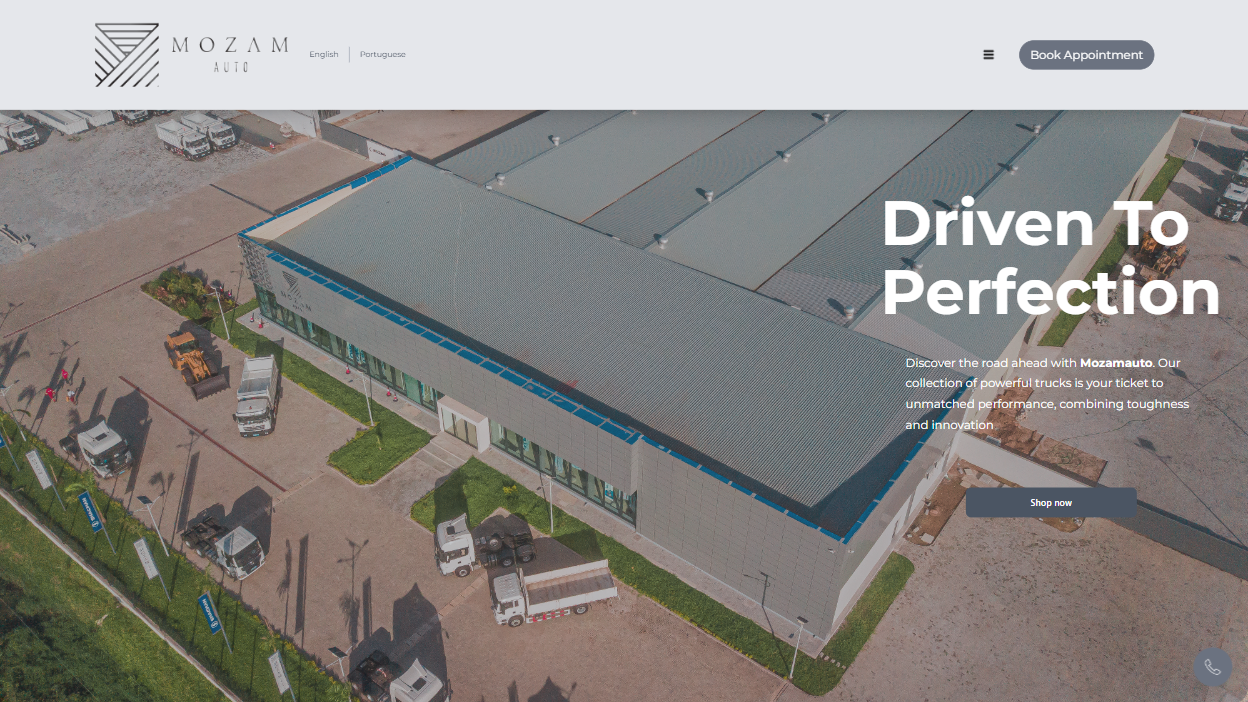 MOZAM
AUTO
English
Portuguese
Book Appointment
MOZAM
Driven To
Perfection
Discover the road ahead with Mozamauto. Our
collection of powerful trucks is your ticket to
unmatched performance, combining toughness
and innovation
Shop now